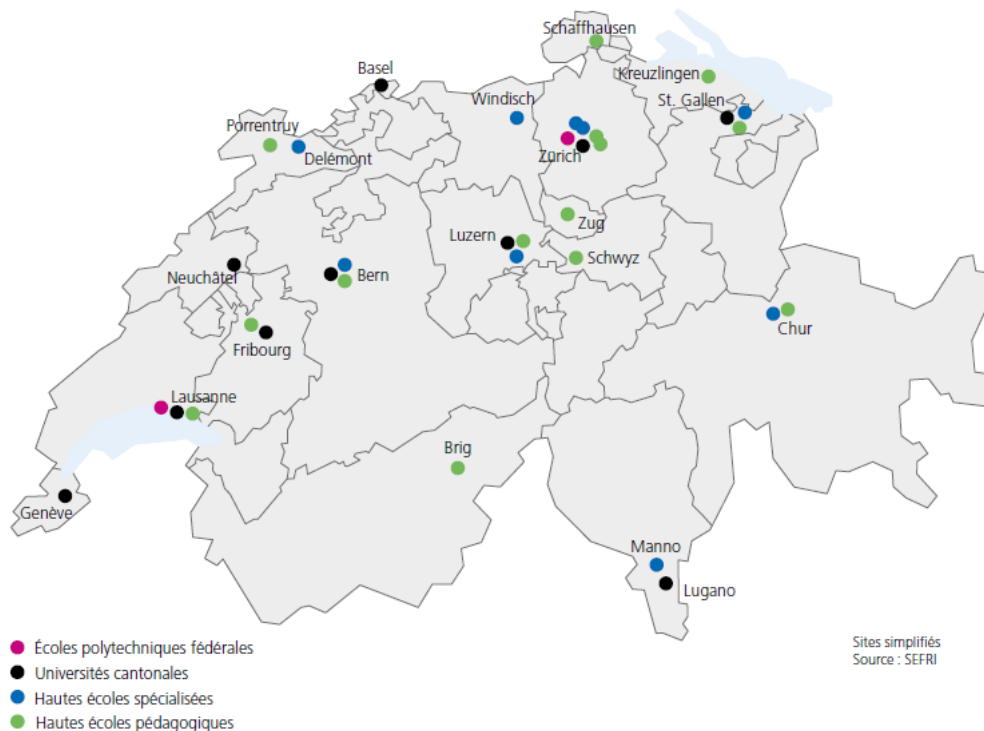 Schaffhausen
Basel
Kreuzlingen
Windisch
St. Gallen
Porrentruy
Delémont
Zürich
Zug
Luzern
Schwyz
Neuchâtel
Bern
Chur
Fribourg
Lausanne
Brig
Genève
Manno
Lugano
Écoles polytechniques fédérales
Universités cantonales
Hautes écoles spécialisées
Hautes écoles pédagogiques
Sites simplifiés
Source : SEFRI